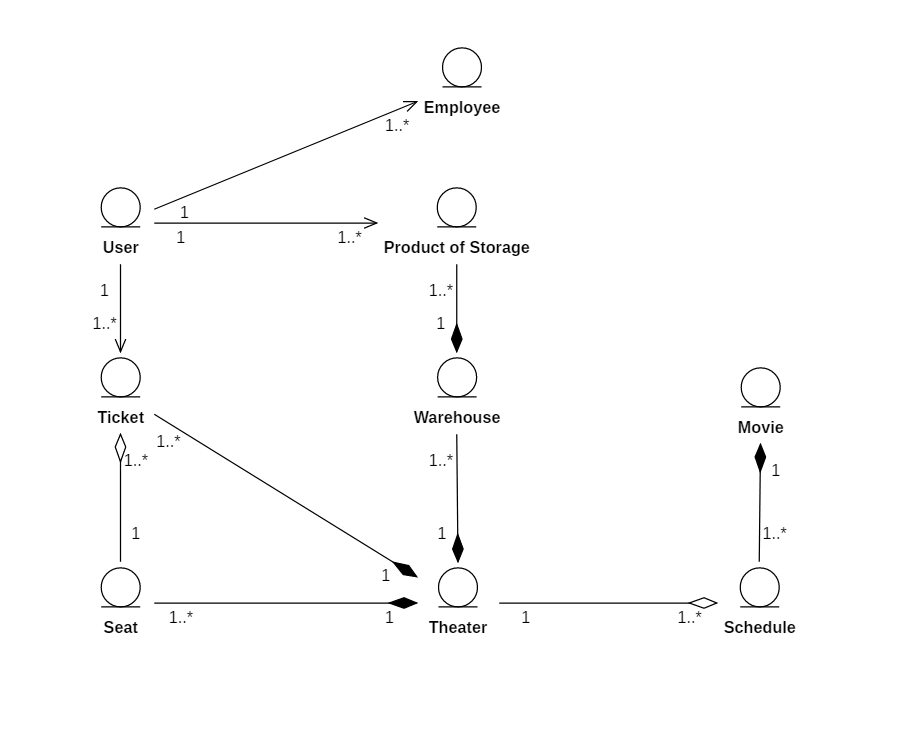 Employee
1..*
1
1
1..*
User
Product of Storage
1
1..*
1..*
1
Ticket
Warehouse
Movie
1..*
1..*
1..*
1
1
1
1..*
1
Seat
1..*
1
Theater
1
1..*
Schedule